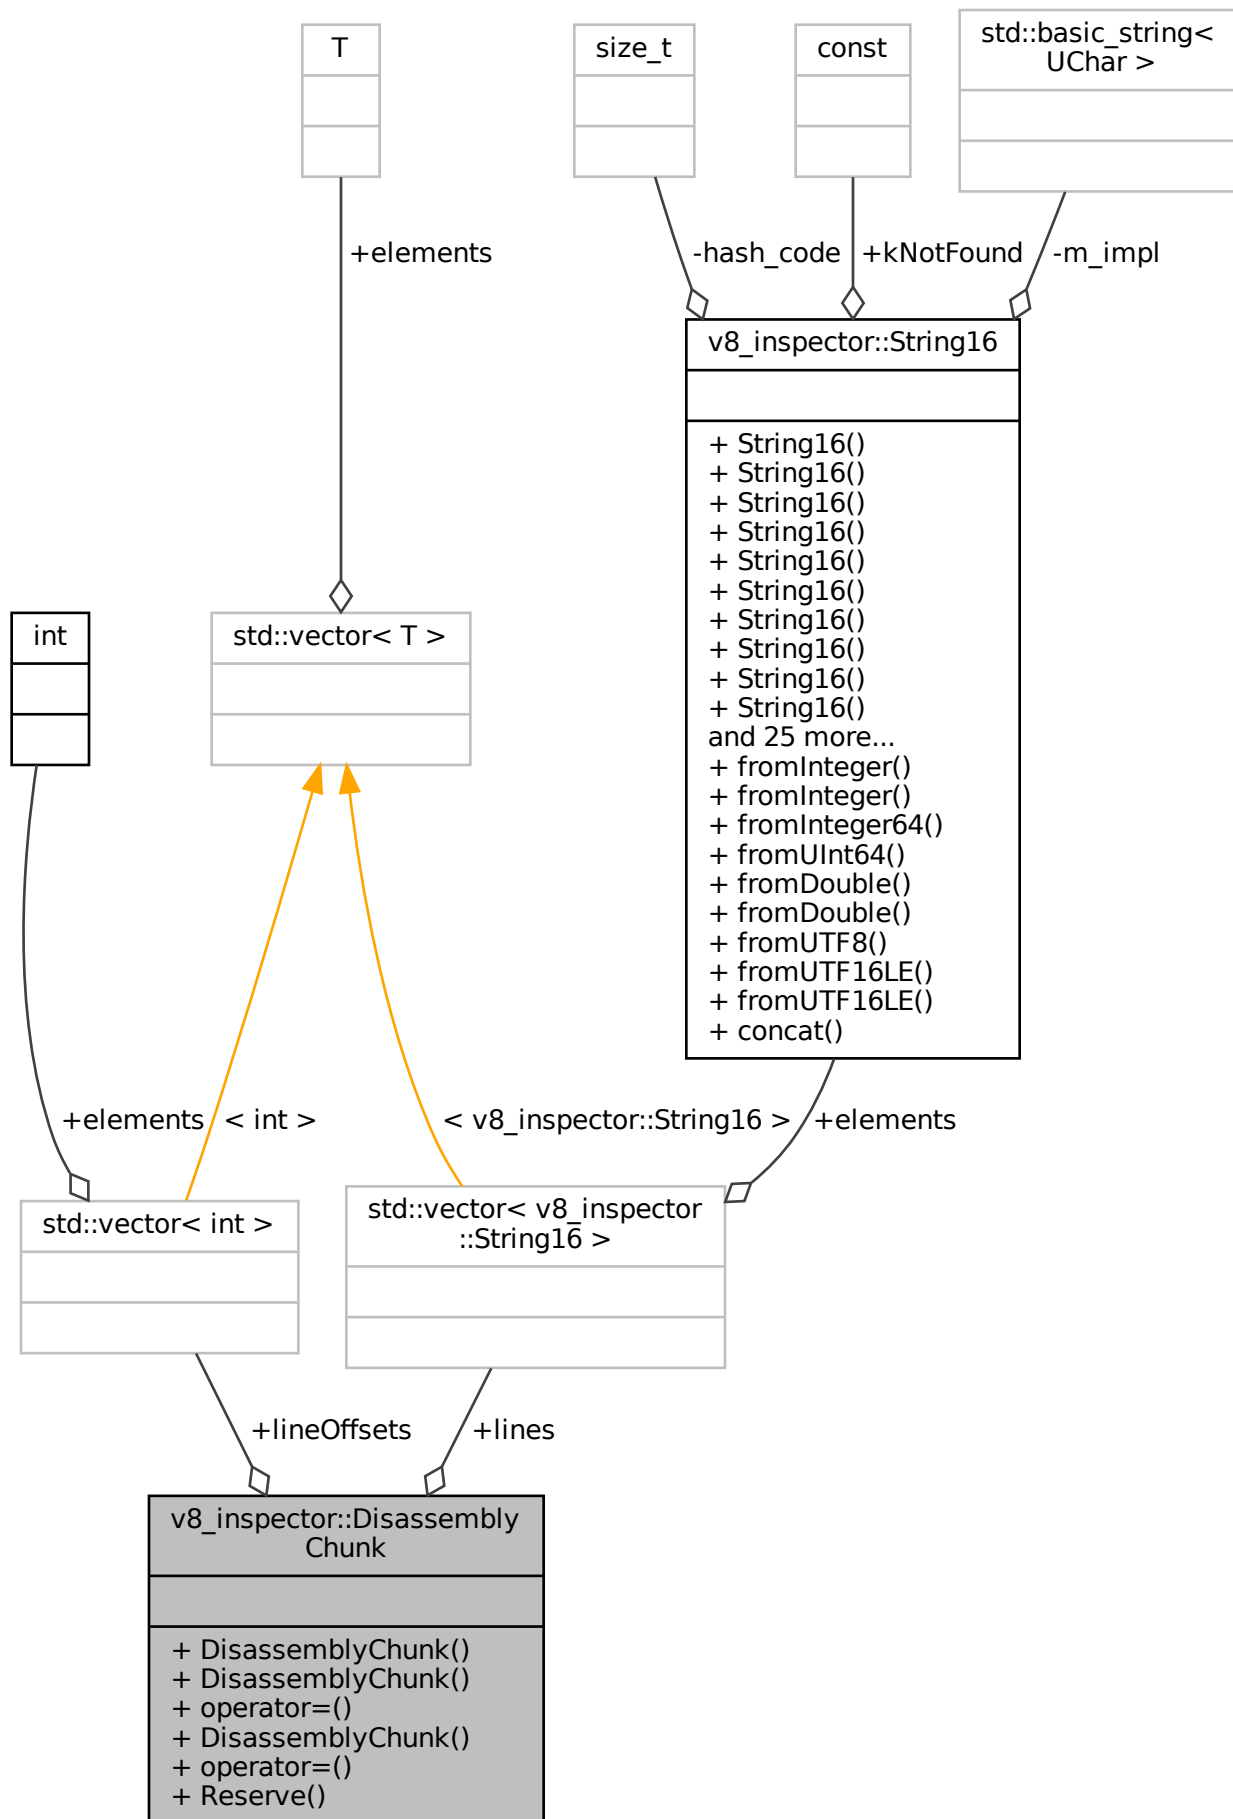 T
size_t
const
std::basic_string<
UChar >
+elements
-hash_code
+kNotFound
-m_impl
v8_inspector::String16
+ String16()
+ String16()
+ String16()
+ String16()
+ String16()
+ String16()
+ String16()
+ String16()
+ String16()
+ String16()
and 25 more...
+ fromInteger()
+ fromInteger()
+ fromInteger64()
+ fromUInt64()
+ fromDouble()
+ fromDouble()
+ fromUTF8()
+ fromUTF16LE()
+ fromUTF16LE()
+ concat()
int
std::vector< T >
+elements
< int >
< v8_inspector::String16 >
+elements
std::vector< int >
std::vector< v8_inspector
::String16 >
+lineOffsets
+lines
v8_inspector::Disassembly
Chunk
+ DisassemblyChunk()
+ DisassemblyChunk()
+ operator=()
+ DisassemblyChunk()
+ operator=()
+ Reserve()